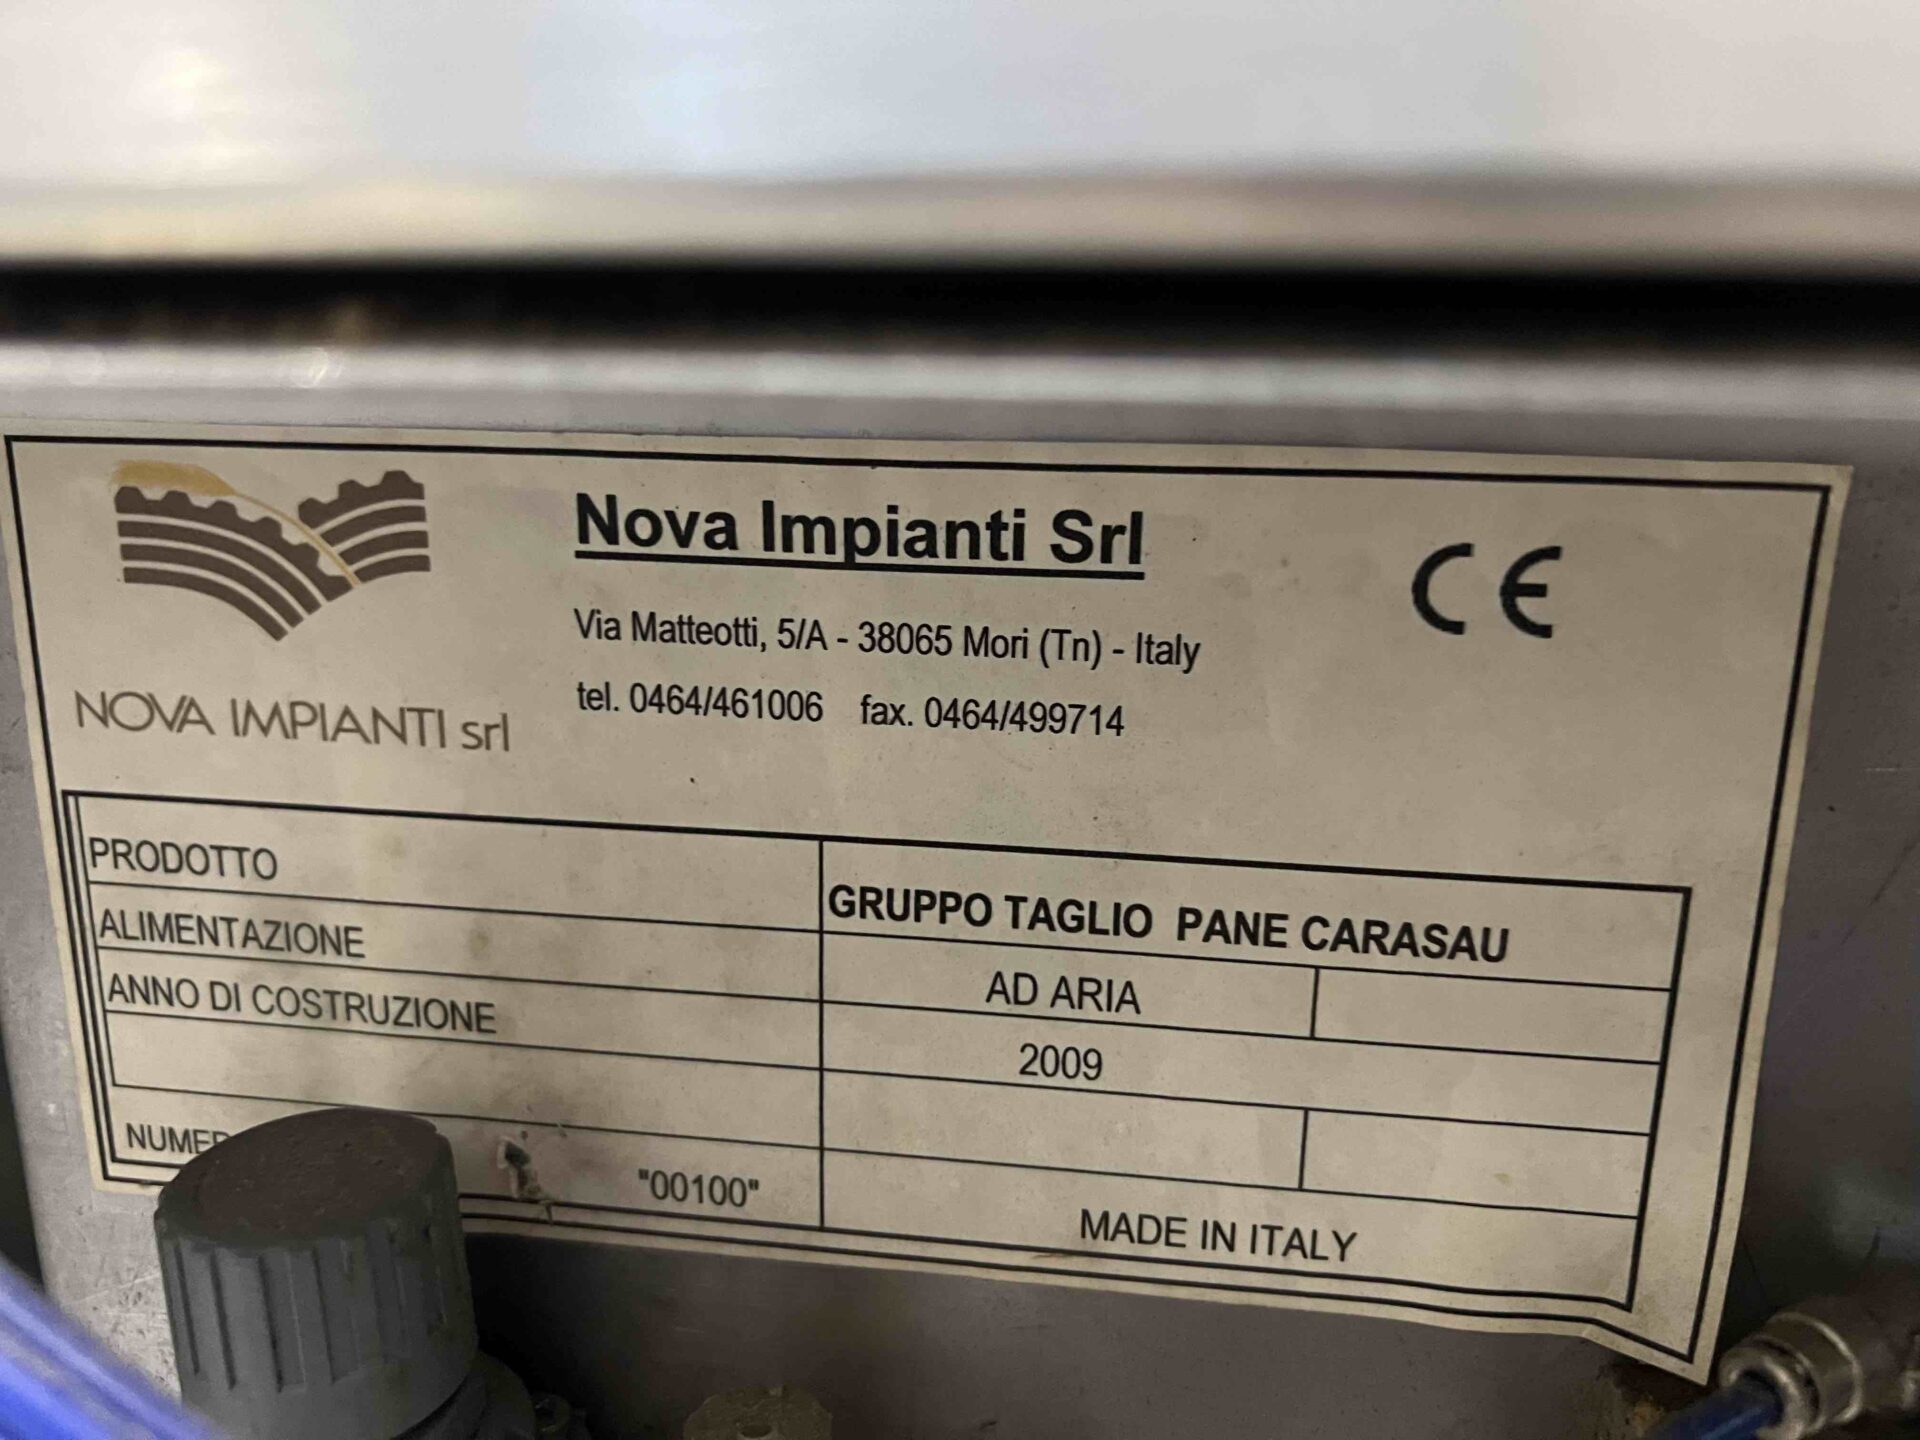 Nova Impianti Srl
CE
Via Matteotti, 5/A - 38065 Mori (Tn) - Italy
tel. 0464/461006 fax. 0464/499714
NOVA IMPIANTI srl
PRODOTTO GRUPPO TAGLIO PANE CARASAU
ALIMENTAZIONE AD ARIA
ANNO DI COSTRUZIONE 2009
"00100" MADE IN ITALY